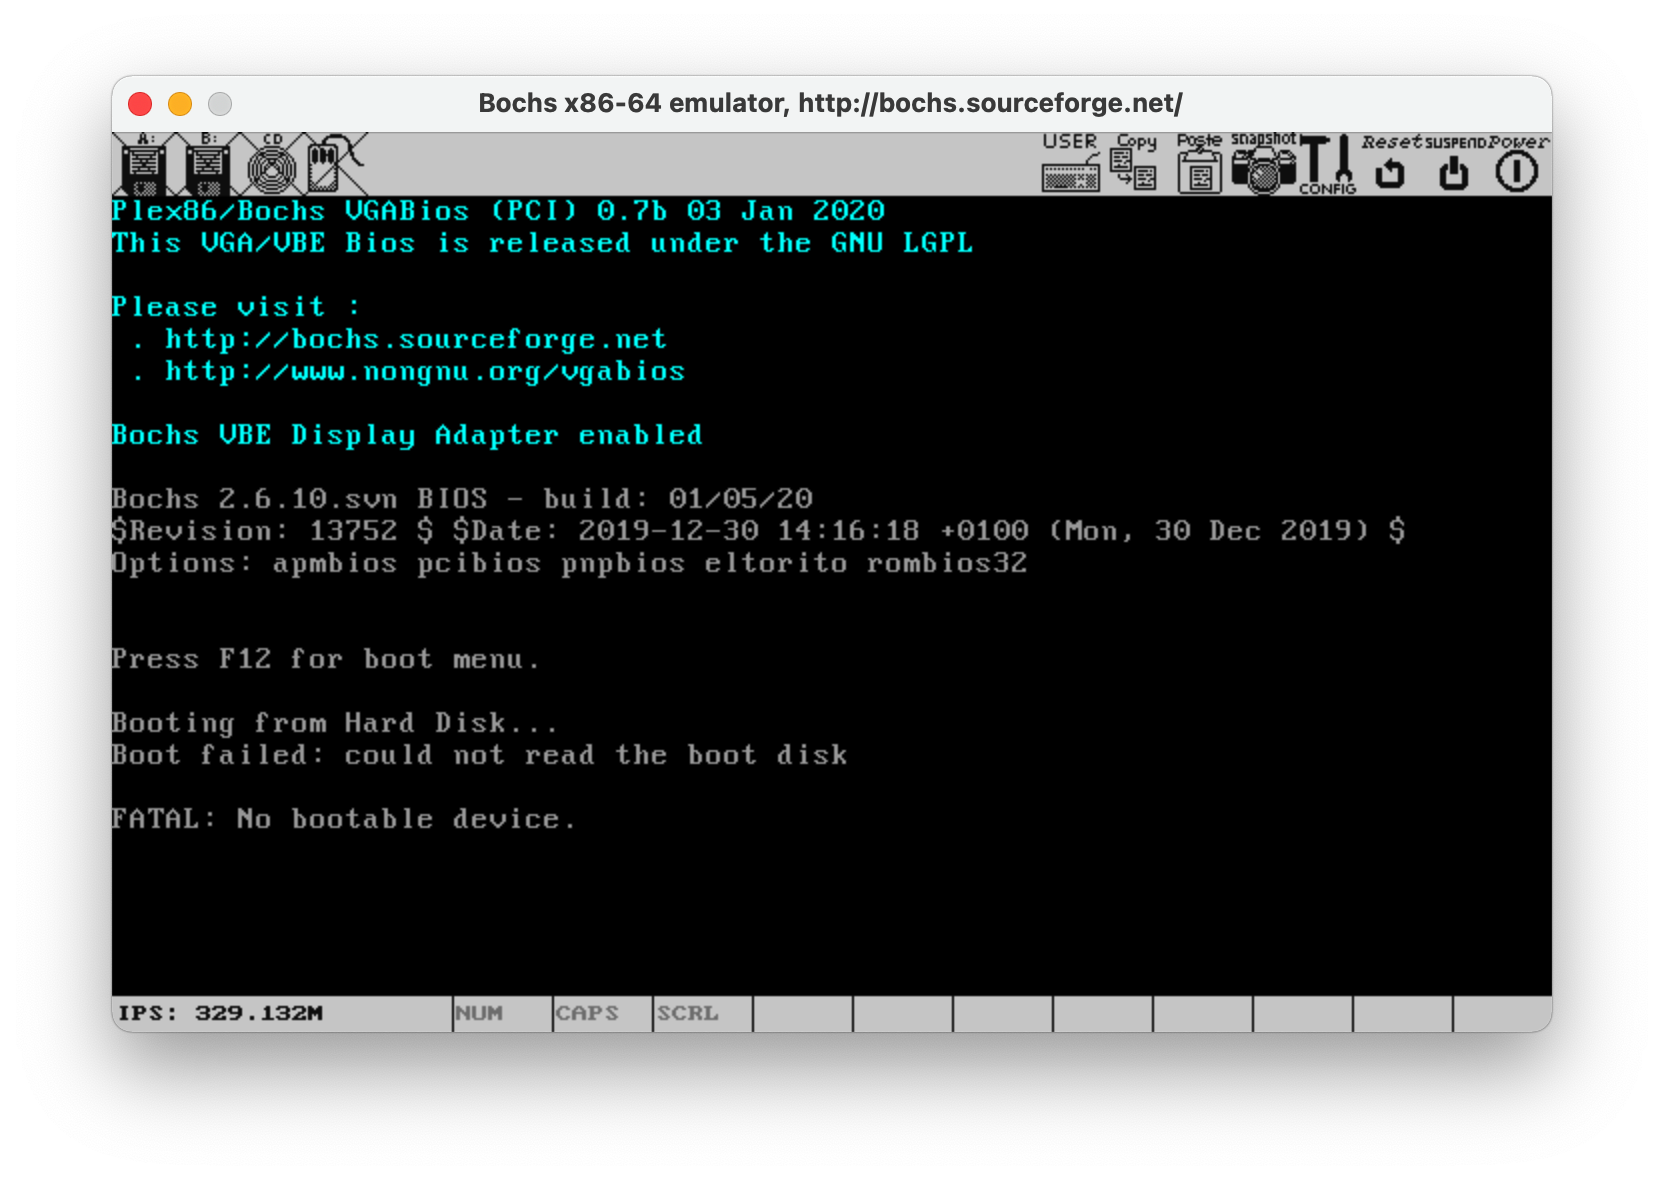 Bochs x86-64 emulator, http://bochs.sourceforge.net/
A: B: CD USER Copy Paste snapshot CONFIG Reset SUSPEND Power
Plex86/Bochs VGABios (PCI) 0.7b 03 Jan 2020
This VGA/VBE Bios is released under the GNU LGPL
Please visit :
. http://bochs.sourceforge.net
. http://www.nongnu.org/vgabios
Bochs VBE Display Adapter enabled
Bochs 2.6.10.svn BIOS - build: 01/05/20
$Revision: 13752 $ $Date: 2019-12-30 14:16:18 +0100 (Mon, 30 Dec 2019) $
Options: apmbios pcibios pnpbios eltorito rombios32
Press F12 for boot menu.
Booting from Hard Disk...
Boot failed: could not read the boot disk
FATAL: No bootable device.
IPS: 329.132M NUM CAPS SCRL